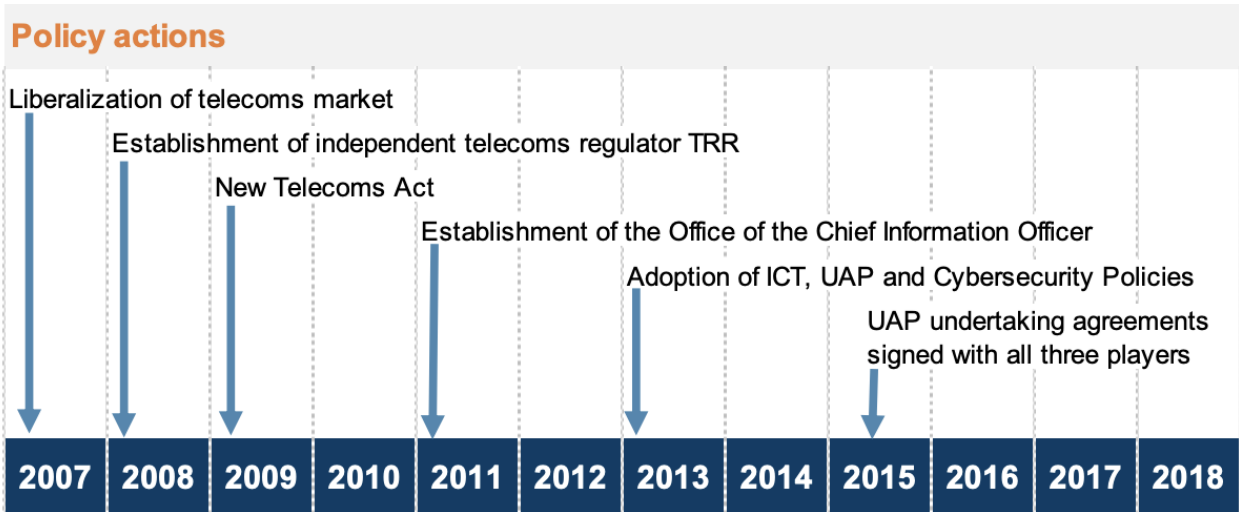 Policy actions
Liberalization of telecoms market
Establishment of independent telecoms regulator TRR
New Telecoms Act
Establishment of the Office of the Chief Information Officer
Adoption of ICT, UAP and Cybersecurity Policies
UAP undertaking agreements
signed with all three players
2007 2008 2009 2010 2011 2012 2013 2014 2015 2016 2017 2018